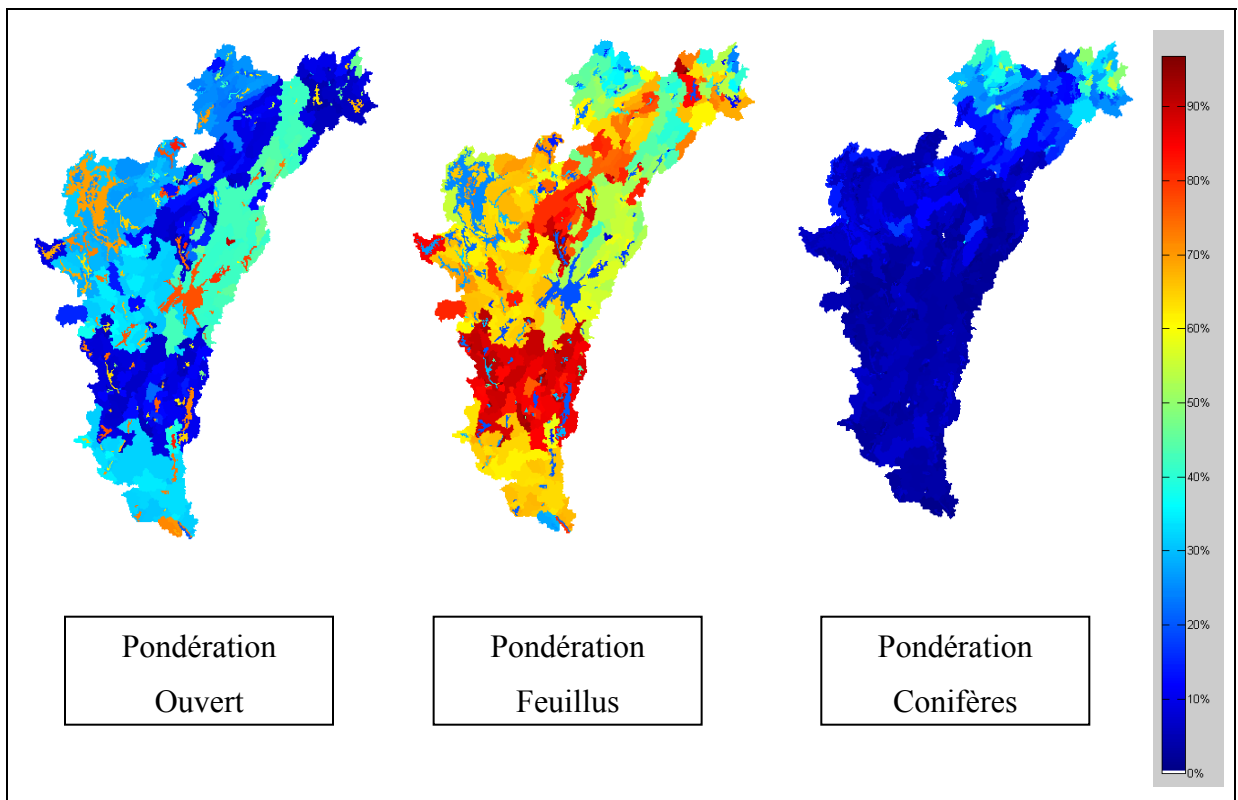 90%
80%
70%
60%
50%
40%
30%
20%
10%
0%
Pondération
Ouvert
Pondération
Feuillus
Pondération
Conifères